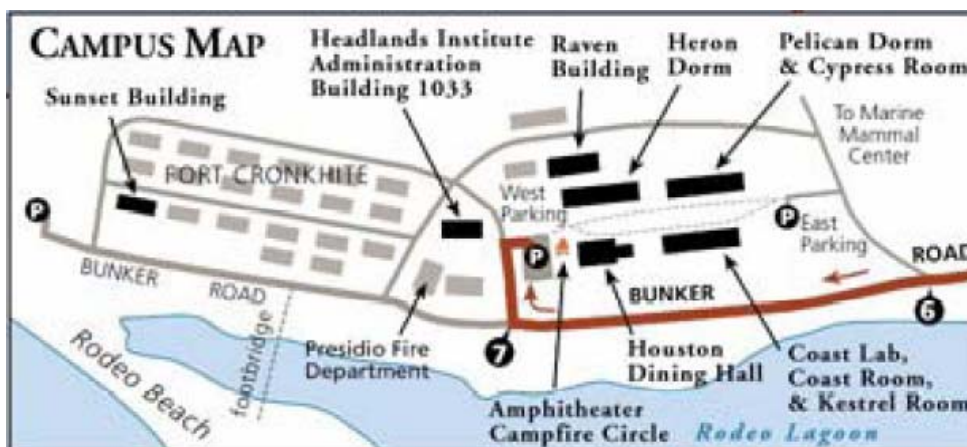 CAMPUS MAP
Headlands Institute
Administration
Building 1033
Raven
Building
Heron
Dorm
Pelican Dorm
& Cypress Room
Sunset Building
To Marine
Mammal
Center
FORT CRONKHITE
West
Parking
P
P
P
East
Parking
BUNKER
ROAD
BUNKER
ROAD
6
7
Presidio Fire
Department
footbridge
Rodeo
Beach
Houston
Dining Hall
Coast Lab,
Coast Room,
& Kestrel Room
Amphitheater
Campfire Circle
Rodeo Lagoon